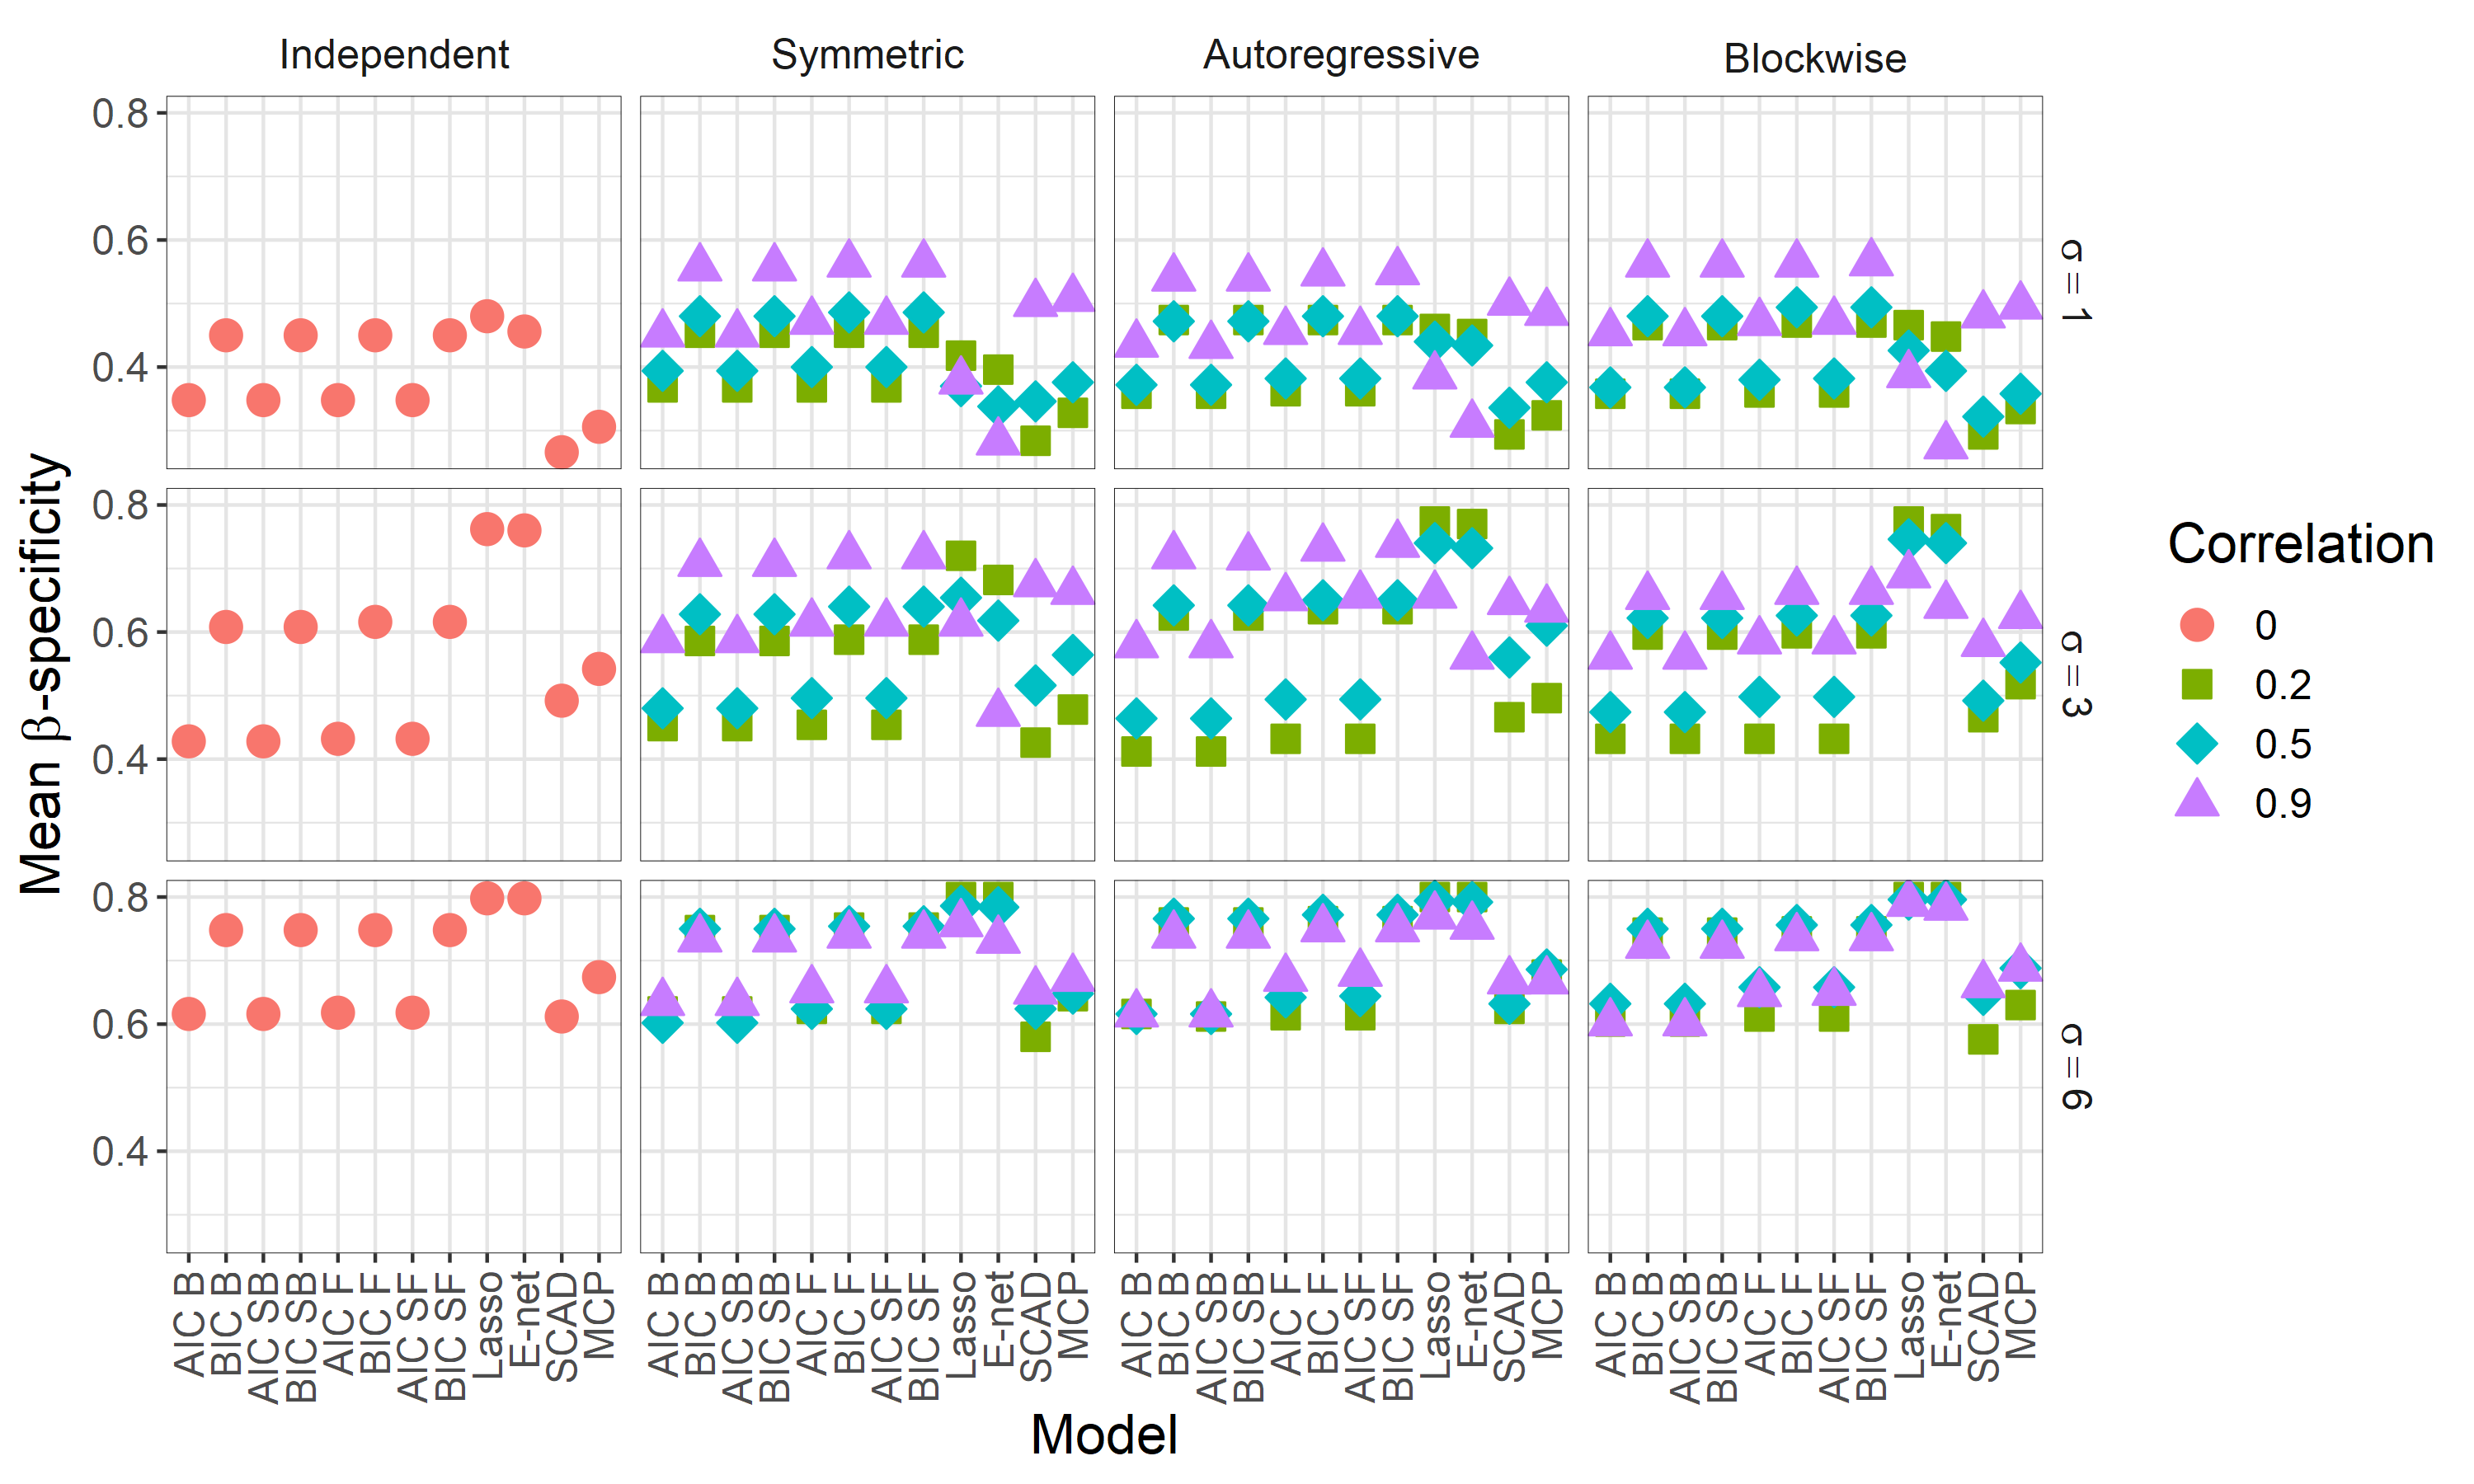 Independent Symmetric Autoregressive Blockwise
0.8
0.6
0.4
σ = 1
0.8
0.6
0.4
σ = 3
0.8
0.6
0.4
σ = 6
Mean β-specificity
AIC B BIC B AIC SB BIC SB AIC F BIC F AIC SF BIC SF Lasso E-net SCAD MCP
AIC B BIC B AIC SB BIC SB AIC F BIC F AIC SF BIC SF Lasso E-net SCAD MCP
AIC B BIC B AIC SB BIC SB AIC F BIC F AIC SF BIC SF Lasso E-net SCAD MCP
AIC B BIC B AIC SB BIC SB AIC F BIC F AIC SF BIC SF Lasso E-net SCAD MCP
Model
Correlation
0
0.2
0.5
0.9